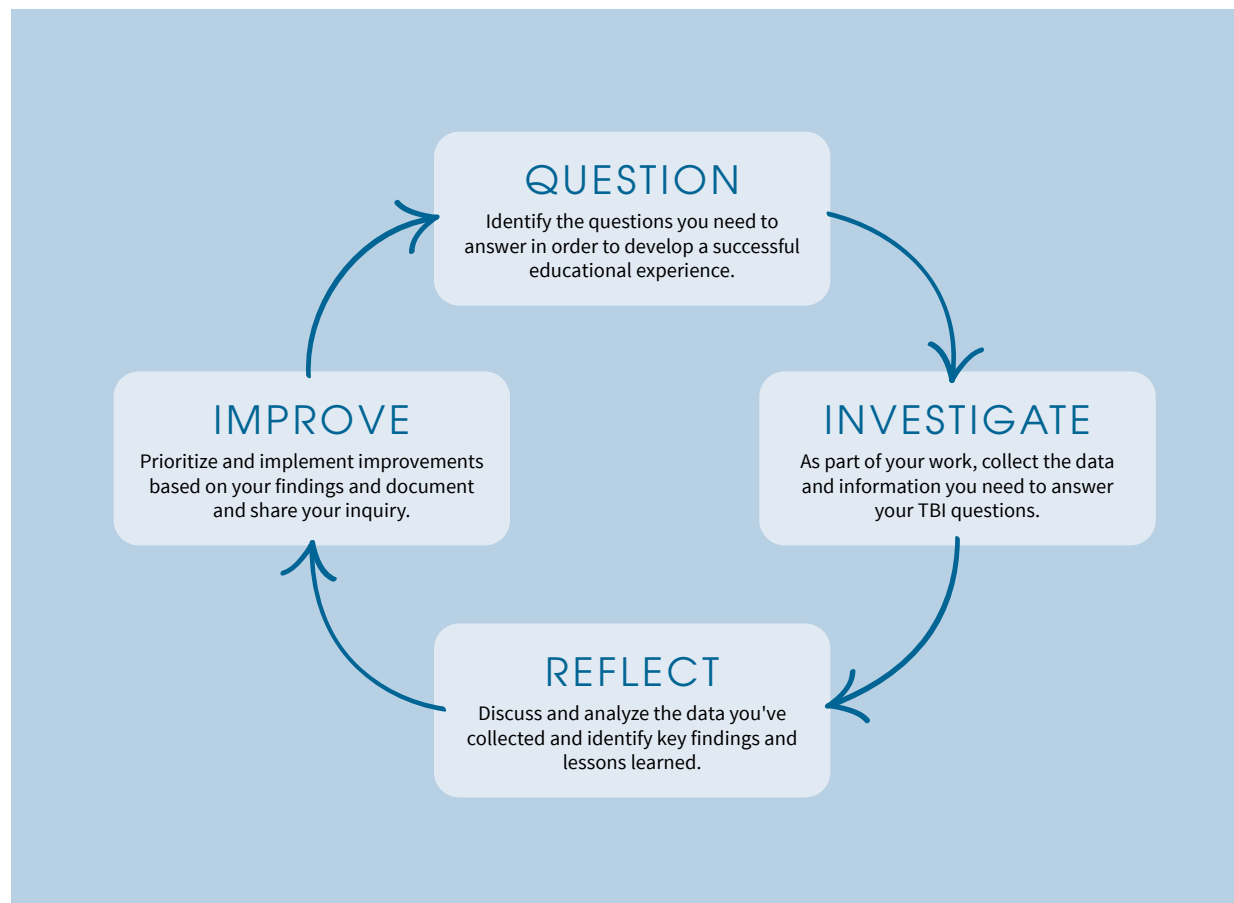 QUESTION
Identify the questions you need to
answer in order to develop a successful
educational experience.
INVESTIGATE
As part of your work, collect the data
and information you need to answer
your TBI questions.
REFLECT
Discuss and analyze the data you've
collected and identify key findings and
lessons learned.
IMPROVE
Prioritize and implement improvements
based on your findings and document
and share your inquiry.